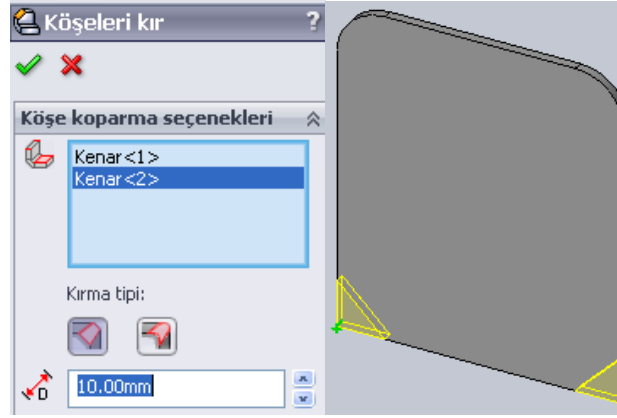 Köşeleri kır ?
Köşe koparma seçenekleri
Kenar<1>
Kenar<2>
Kırma tipi:
D
10.00mm